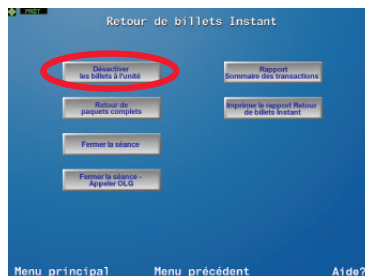 PRÊT
Retour de billets Instant
Désactiver
les billets à l'unité
Rapport
Sommaire des transactions
Retour de
paquets complets
Imprimer le rapport Retour
de billets Instant
Fermer la séance
Fermer la séance -
Appeler OLG
Menu principal
Menu précédent
Aide?